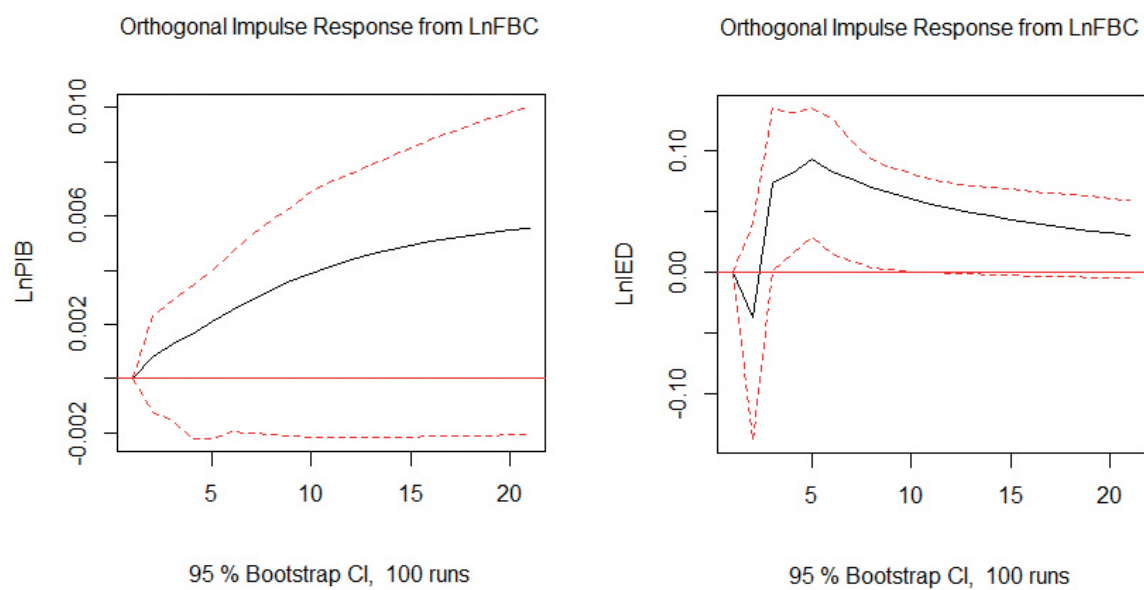 Orthogonal Impulse Response from LnFBC
LnPIB
0.010
0.006
0.002
-0.002
5 10 15 20
95 % Bootstrap CI, 100 runs
Orthogonal Impulse Response from LnFBC
LnIED
0.10
0.00
-0.10
5 10 15 20
95 % Bootstrap CI, 100 runs